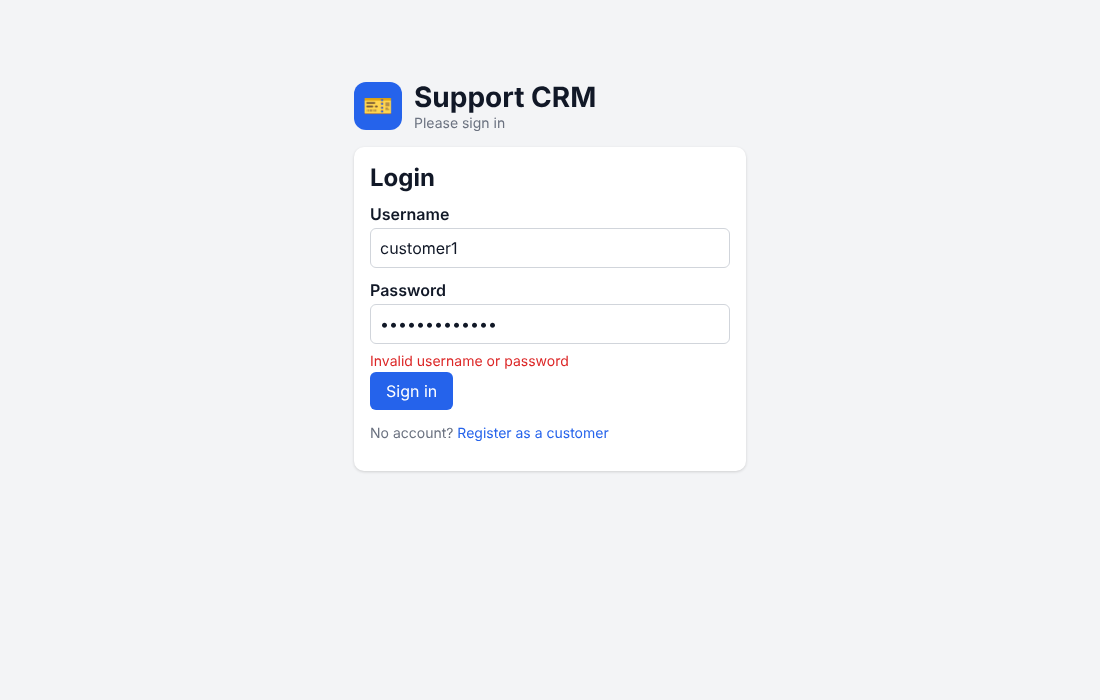 Support CRM
Please sign in
Login
Username
customer1
Password
•••••••••••••
Invalid username or password
Sign in
No account? Register as a customer